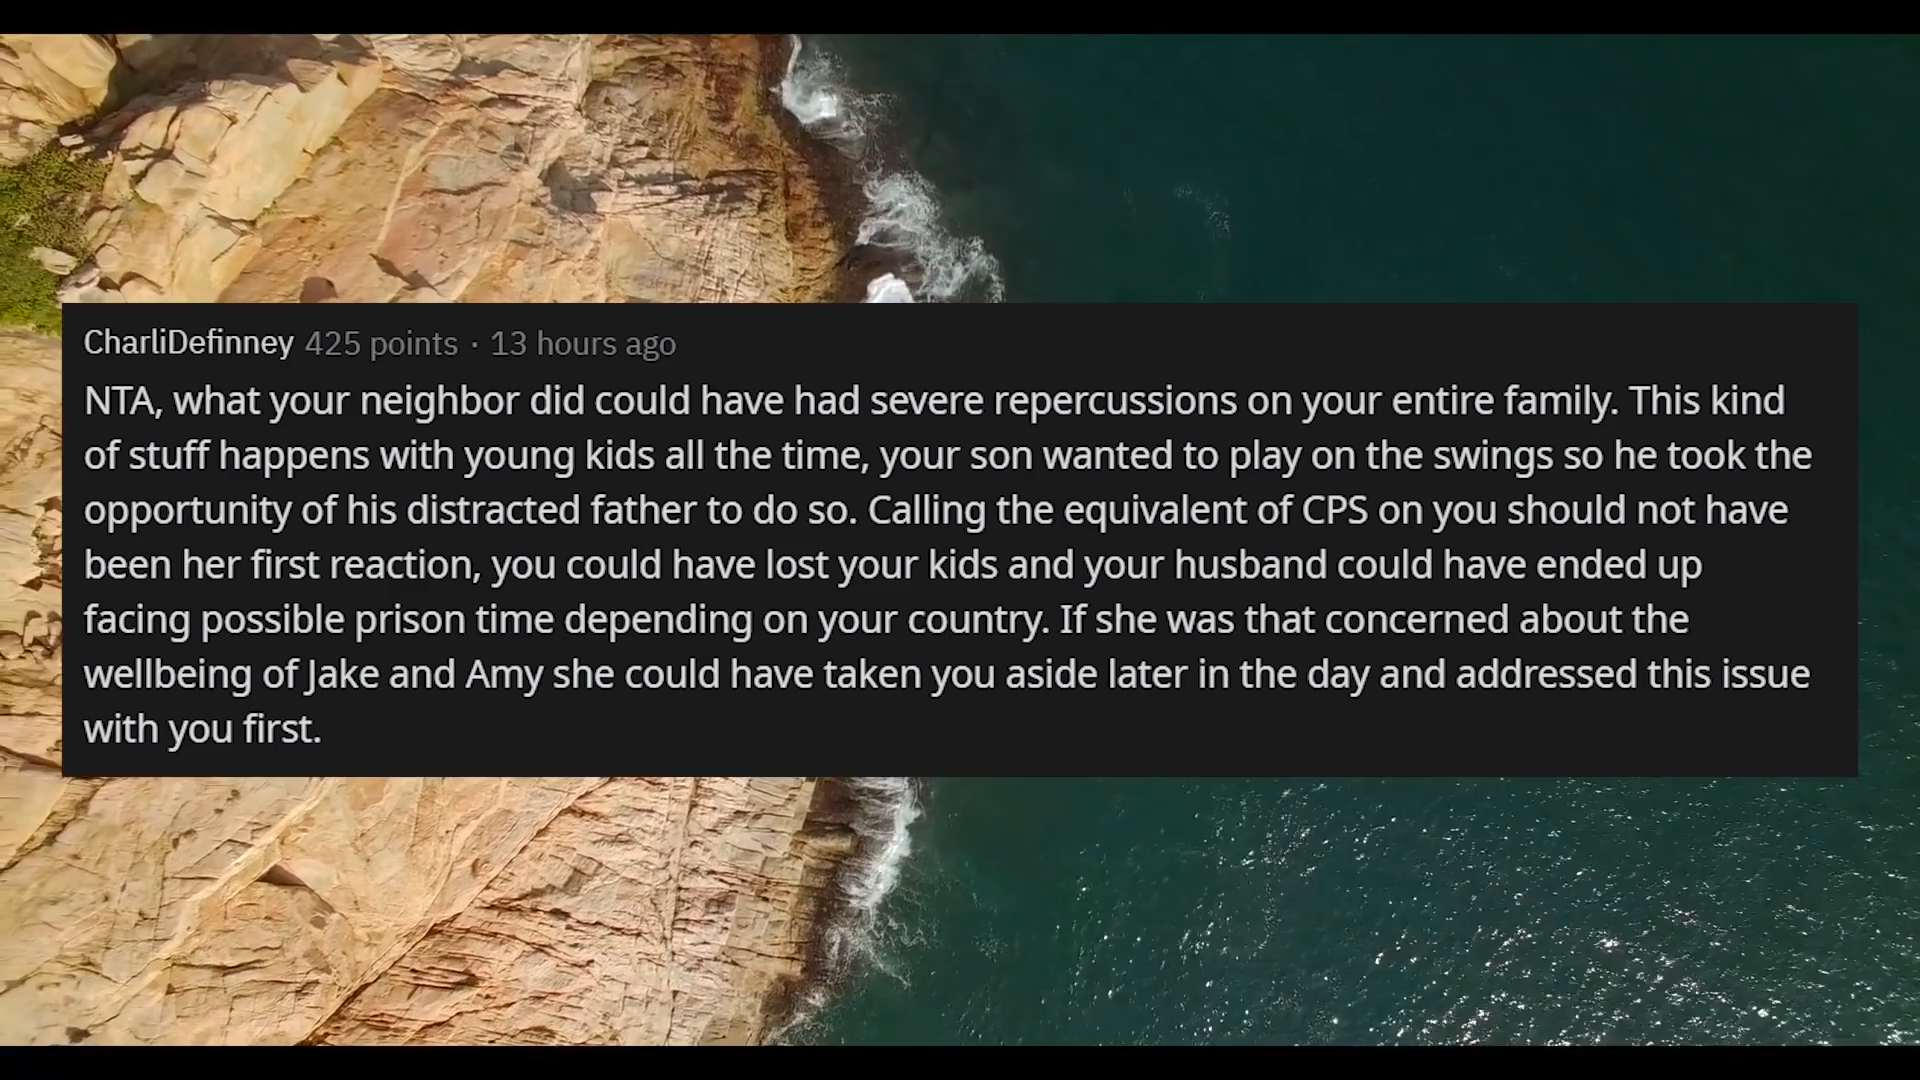 CharliDefinney 425 points · 13 hours ago
NTA, what your neighbor did could have had severe repercussions on your entire family. This kind
of stuff happens with young kids all the time, your son wanted to play on the swings so he took the
opportunity of his distracted father to do so. Calling the equivalent of CPS on you should not have
been her first reaction, you could have lost your kids and your husband could have ended up
facing possible prison time depending on your country. If she was that concerned about the
wellbeing of Jake and Amy she could have taken you aside later in the day and addressed this issue
with you first.